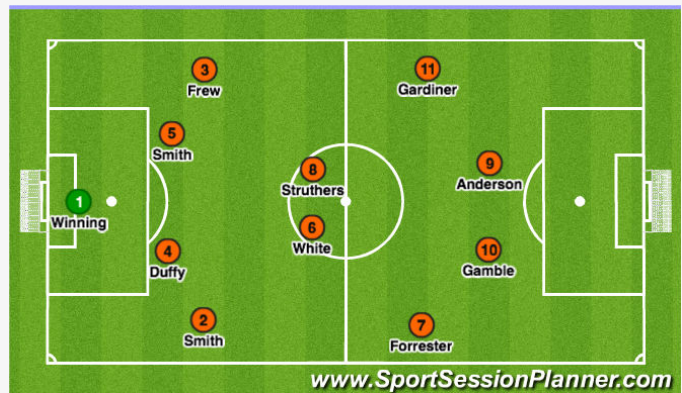 3
Frew
11
Gardiner
5
Smith
8
Struthers
9
Anderson
1
Winning
6
White
4
Duffy
10
Gamble
2
Smith
7
Forrester
www.SportSessionPlanner.com